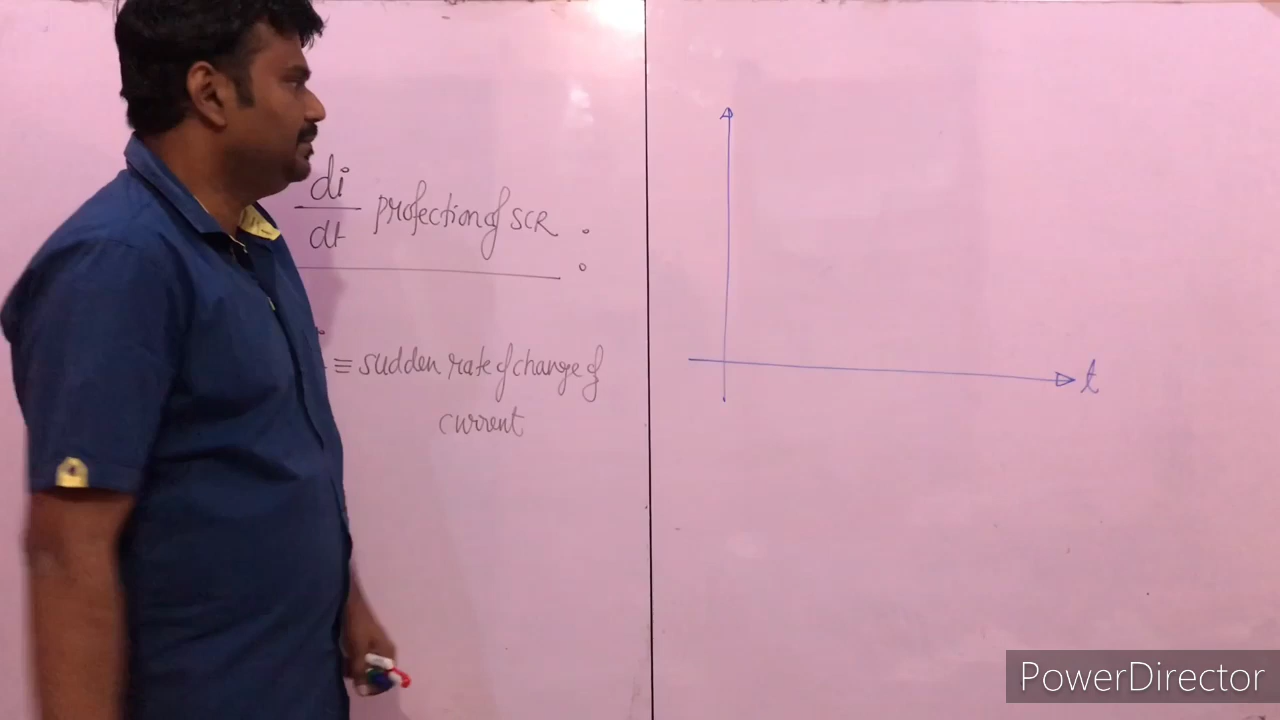 di
dt
protection of SCR :
≡ sudden rate of change of
current
t
PowerDirector